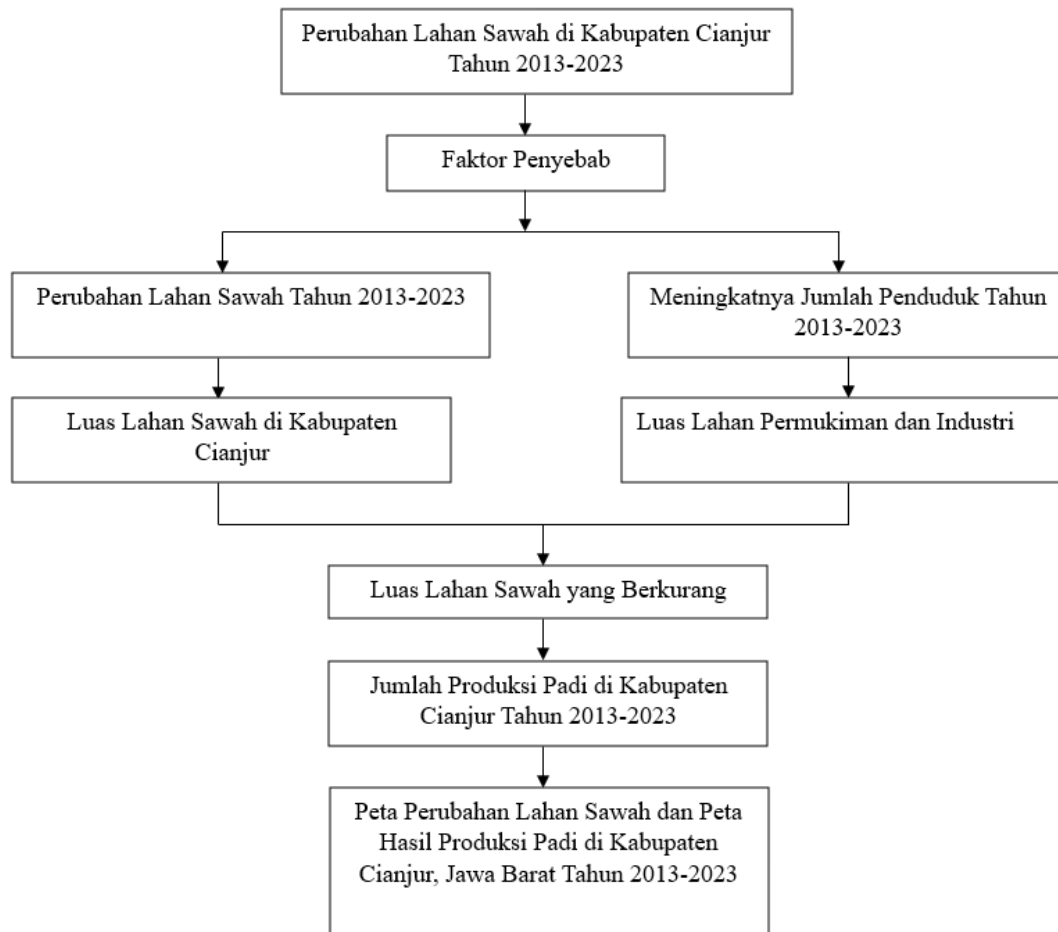 Perubahan Lahan Sawah di Kabupaten Cianjur
Tahun 2013-2023
Faktor Penyebab
Perubahan Lahan Sawah Tahun 2013-2023
Meningkatnya Jumlah Penduduk Tahun
2013-2023
Luas Lahan Sawah di Kabupaten
Cianjur
Luas Lahan Permukiman dan Industri
Luas Lahan Sawah yang Berkurang
Jumlah Produksi Padi di Kabupaten
Cianjur Tahun 2013-2023
Peta Perubahan Lahan Sawah dan Peta
Hasil Produksi Padi di Kabupaten
Cianjur, Jawa Barat Tahun 2013-2023